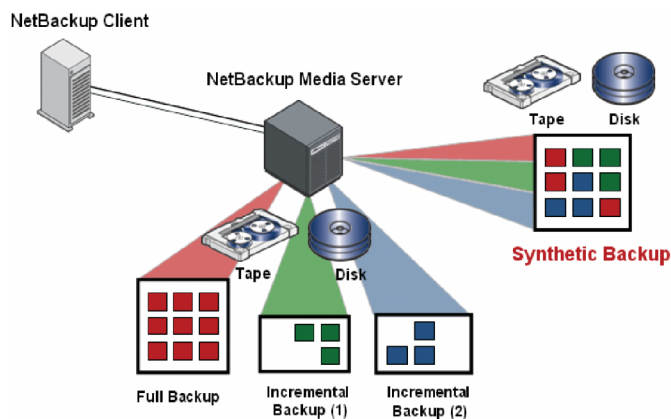 NetBackup Client
NetBackup Media Server
Tape
Disk
Synthetic Backup
Tape
Disk
Full Backup
Incremental
Backup (1)
Incremental
Backup (2)